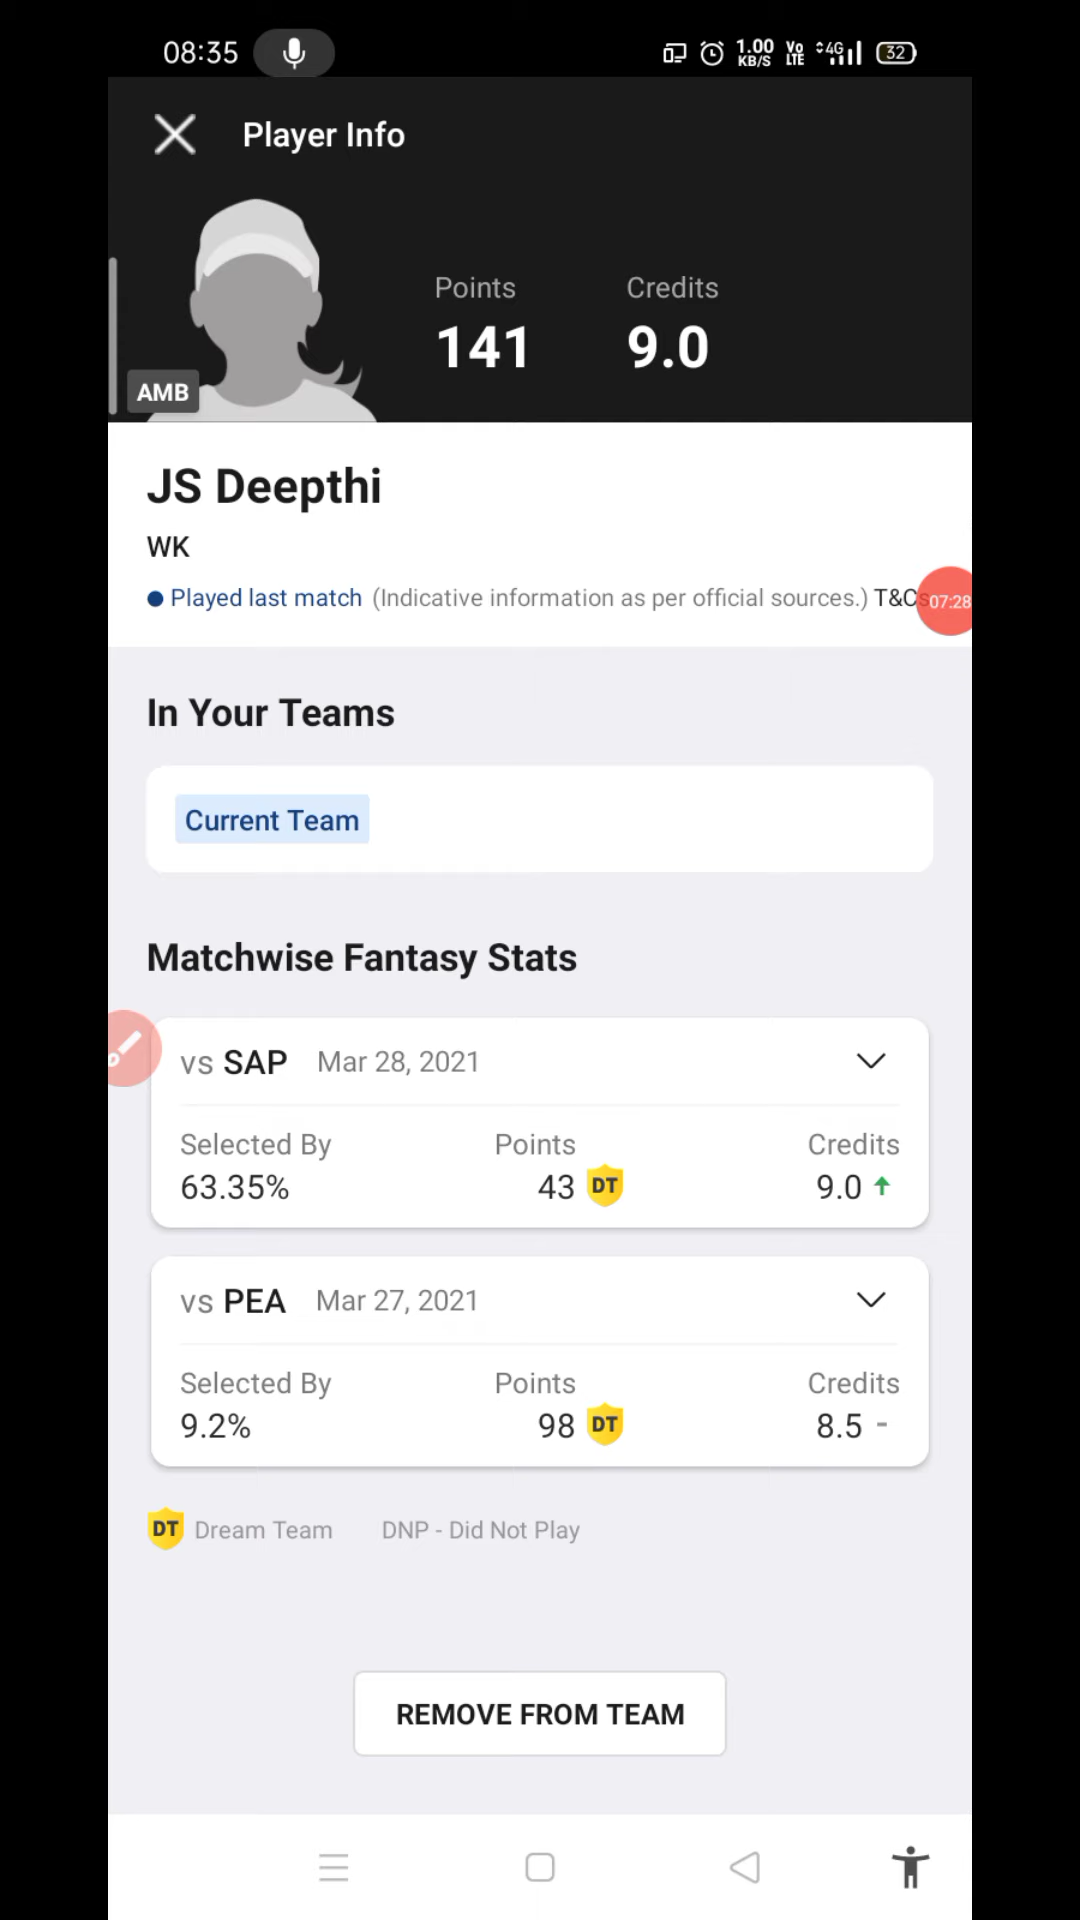 08:35
1.00 KB/S Vo LTE 4G 32
Player Info
Points Credits
141 9.0
AMB
JS Deepthi
WK
Played last match (Indicative information as per official sources.) T&Cs
07:28
In Your Teams
Current Team
Matchwise Fantasy Stats
vs SAP Mar 28, 2021
Selected By Points Credits
63.35% 43 DT 9.0
vs PEA Mar 27, 2021
Selected By Points Credits
9.2% 98 DT 8.5 -
DT Dream Team DNP - Did Not Play
REMOVE FROM TEAM